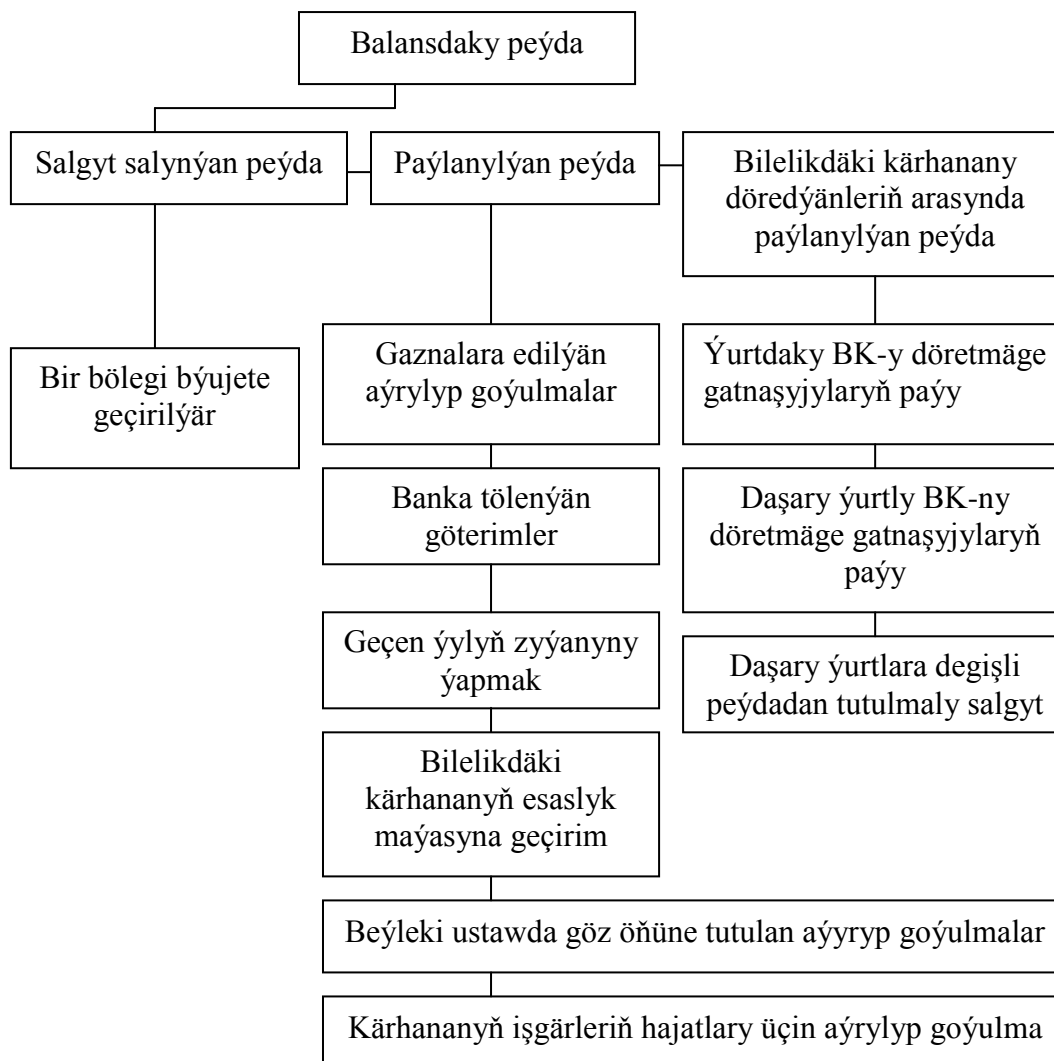 Balansdaky peýda
Salgyt salynýan peýda
Paýlanylýan peýda
Bilelikdäki kärhanany
döredýänleriň arasynda
paýlanylýan peýda
Bir bölegi býujete
geçirilýär
Gaznalara edilýän
aýrylyp goýulmalar
Ýurtdaky BK-y döretmäge
gatnaşyjylaryň paýy
Banka tölenýän
göterimler
Daşary ýurtly BK-ny
döretmäge gatnaşyjylaryň
paýy
Geçen ýylyň zyýanyny
ýapmak
Daşary ýurtlara degişli
peýdadan tutulmaly salgyt
Bilelikdäki
kärhananyň esaslyk
maýasyna geçirim
Beýleki ustawda göz öňüne tutulan aýyryp goýulmalar
Kärhananyň işgärleriň hajatlary üçin aýrylyp goýulma